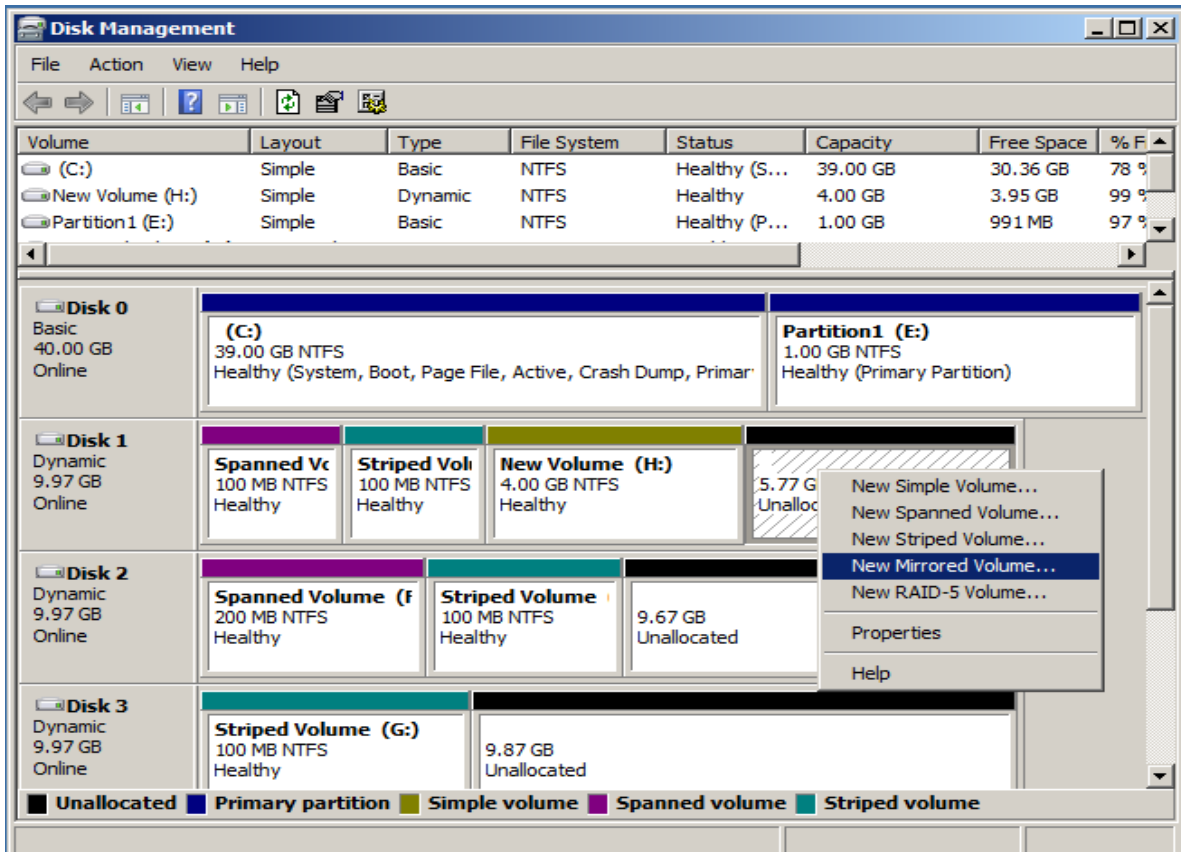 Disk Management
File Action View Help
Volume Layout Type File System Status Capacity Free Space % F
(C:) Simple Basic NTFS Healthy (S... 39.00 GB 30.36 GB 78 %
New Volume (H:) Simple Dynamic NTFS Healthy 4.00 GB 3.95 GB 99 %
Partition1 (E:) Simple Basic NTFS Healthy (P... 1.00 GB 991 MB 97 %
Disk 0
Basic
40.00 GB
Online
(C:)
39.00 GB NTFS
Healthy (System, Boot, Page File, Active, Crash Dump, Primar
Partition1 (E:)
1.00 GB NTFS
Healthy (Primary Partition)
Disk 1
Dynamic
9.97 GB
Online
Spanned Vo
100 MB NTFS
Healthy
Striped Volu
100 MB NTFS
Healthy
New Volume (H:)
4.00 GB NTFS
Healthy
5.77 G
Unalloc
New Simple Volume...
New Spanned Volume...
New Striped Volume...
New Mirrored Volume...
New RAID-5 Volume...
Properties
Help
Disk 2
Dynamic
9.97 GB
Online
Spanned Volume (F
200 MB NTFS
Healthy
Striped Volume
100 MB NTFS
Healthy
9.67 GB
Unallocated
Disk 3
Dynamic
9.97 GB
Online
Striped Volume (G:)
100 MB NTFS
Healthy
9.87 GB
Unallocated
Unallocated Primary partition Simple volume Spanned volume Striped volume